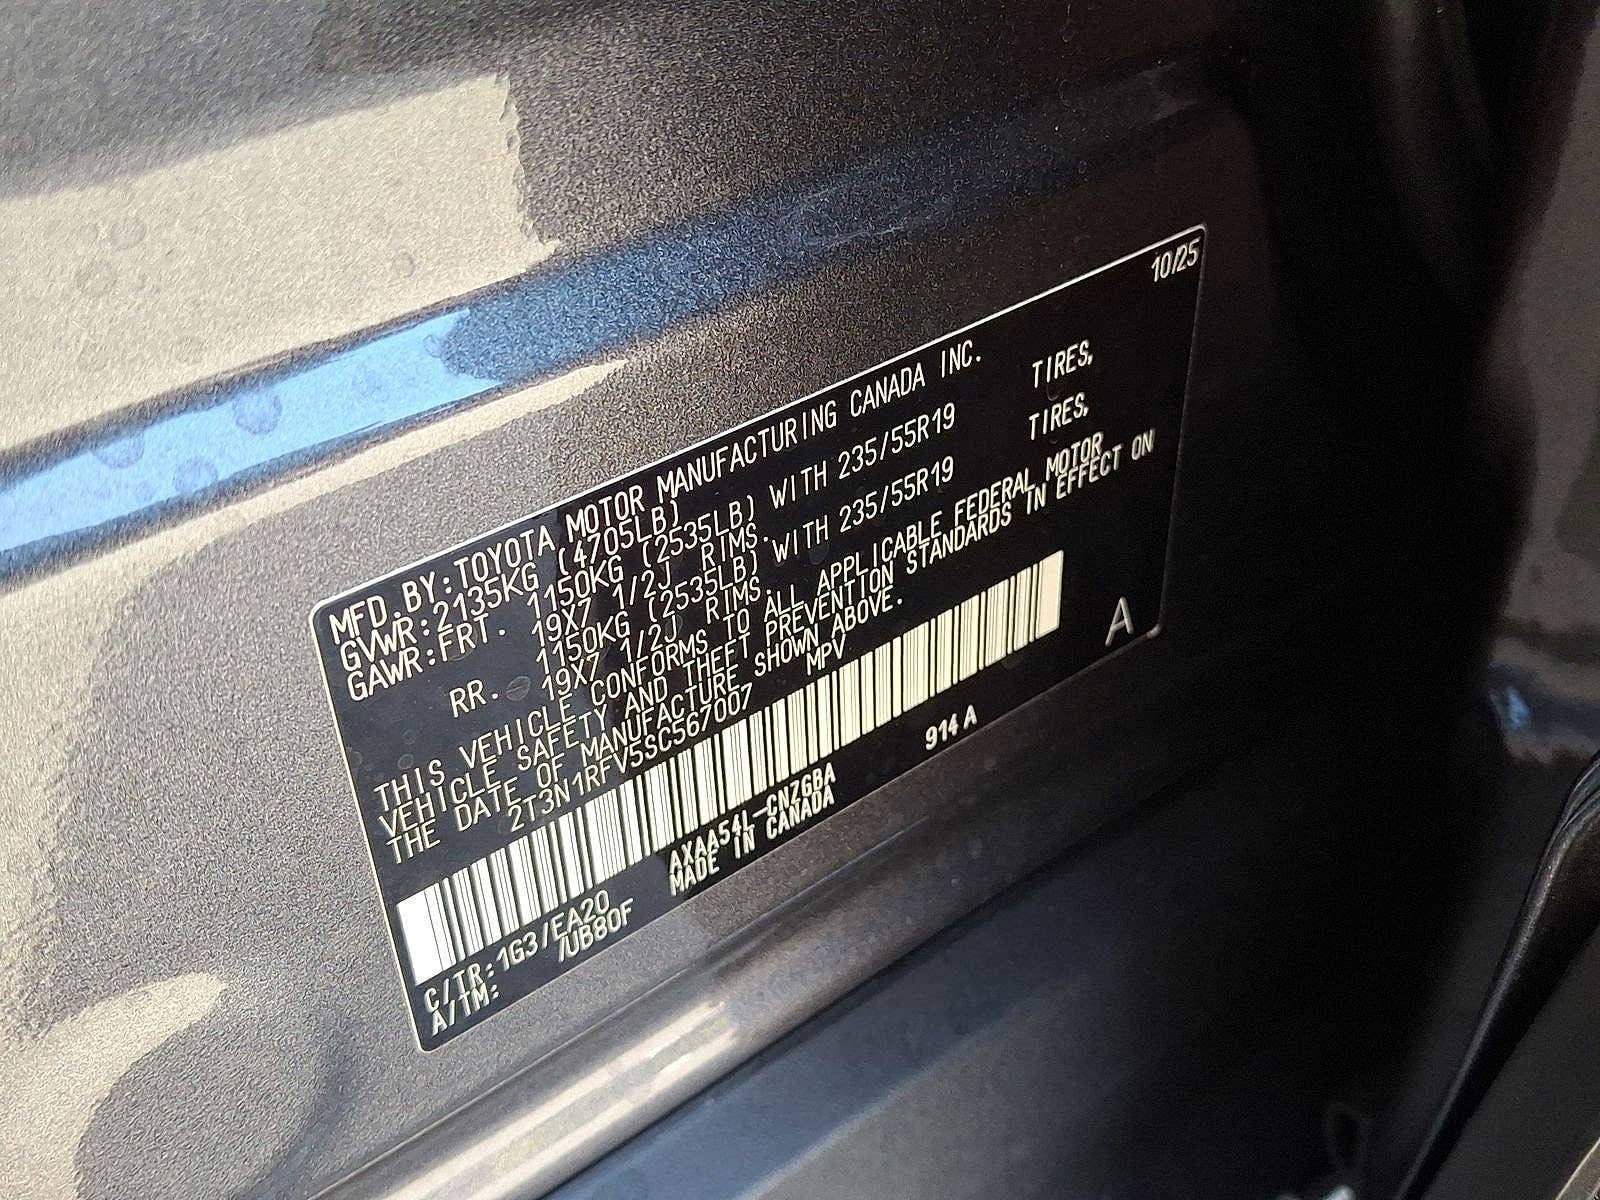 10/25
MFD.BY:TOYOTA MOTOR MANUFACTURING CANADA INC.
GVWR:2135KG (4705LB)
GAWR:FRT. 1150KG (2535LB) WITH 235/55R19 TIRES,
19X7 1/2J RIMS.
RR. 1150KG (2535LB) WITH 235/55R19 TIRES,
19X7 1/2J RIMS.
THIS VEHICLE CONFORMS TO ALL APPLICABLE FEDERAL MOTOR
VEHICLE SAFETY AND THEFT PREVENTION STANDARDS IN EFFECT ON
THE DATE OF MANUFACTURE SHOWN ABOVE.
2T3N1RFV5SC567007 MPV
A
C/TR:1G3/EA20 AXAA54L-CNZGBA 914A
A/TM: /UB80F MADE IN CANADA